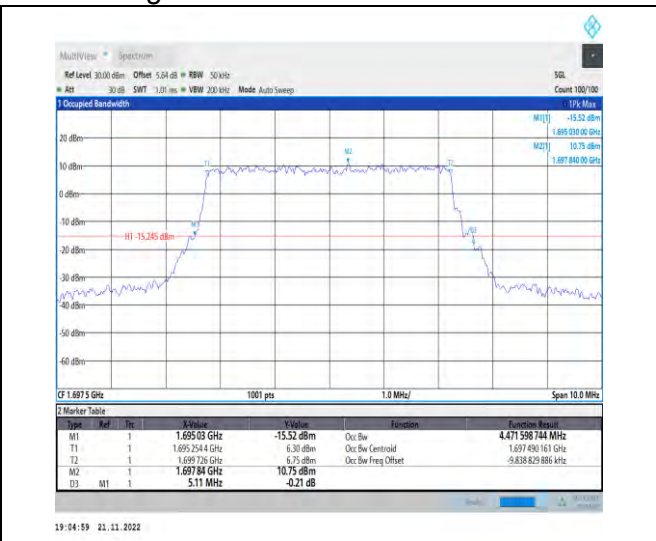 MultiView Spectrum
Ref Level 30.00 dBm Offset 5.64 dB RBW 50 kHz SGL
Att 30 dB SWT 1.01 ms VBW 200 kHz Mode Auto Sweep Count 100/100
1 Occupied Bandwidth 1Pk Max
M1[1] -15.52 dBm
1.695 030 00 GHz
M2[1] 10.75 dBm
1.697 840 00 GHz
20 dBm
M2
10 dBm
T1 T2
0 dBm
-10 dBm
M1 D3
H1 -15.245 dBm
-20 dBm
-30 dBm
-40 dBm
-50 dBm
-60 dBm
CF 1.6975 GHz 1001 pts 1.0 MHz/ Span 10.0 MHz
2 Marker Table
Type Ref Trc X-Value Y-Value Function Function Result
M1 1 1.69503 GHz -15.52 dBm Occ Bw 4.471 598 744 MHz
T1 1 1.695 254 4 GHz 6.30 dBm Occ Bw Centroid 1.697 490 161 GHz
T2 1 1.699 726 GHz 6.75 dBm Occ Bw Freq Offset -9.838 829 886 kHz
M2 1 1.69784 GHz 10.75 dBm
D3 M1 1 5.11 MHz -0.21 dB
19:04:59 21.11.2022